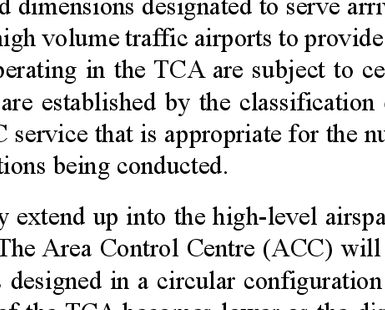 d dimensions designated to serve arri
high volume traffic airports to provide
perating in the TCA are subject to ce
are established by the classification
C service that is appropriate for the nu
tions being conducted.
y extend up into the high-level airspa
The Area Control Centre (ACC) will
designed in a circular configuration
of the TCA becomes lower as the dis